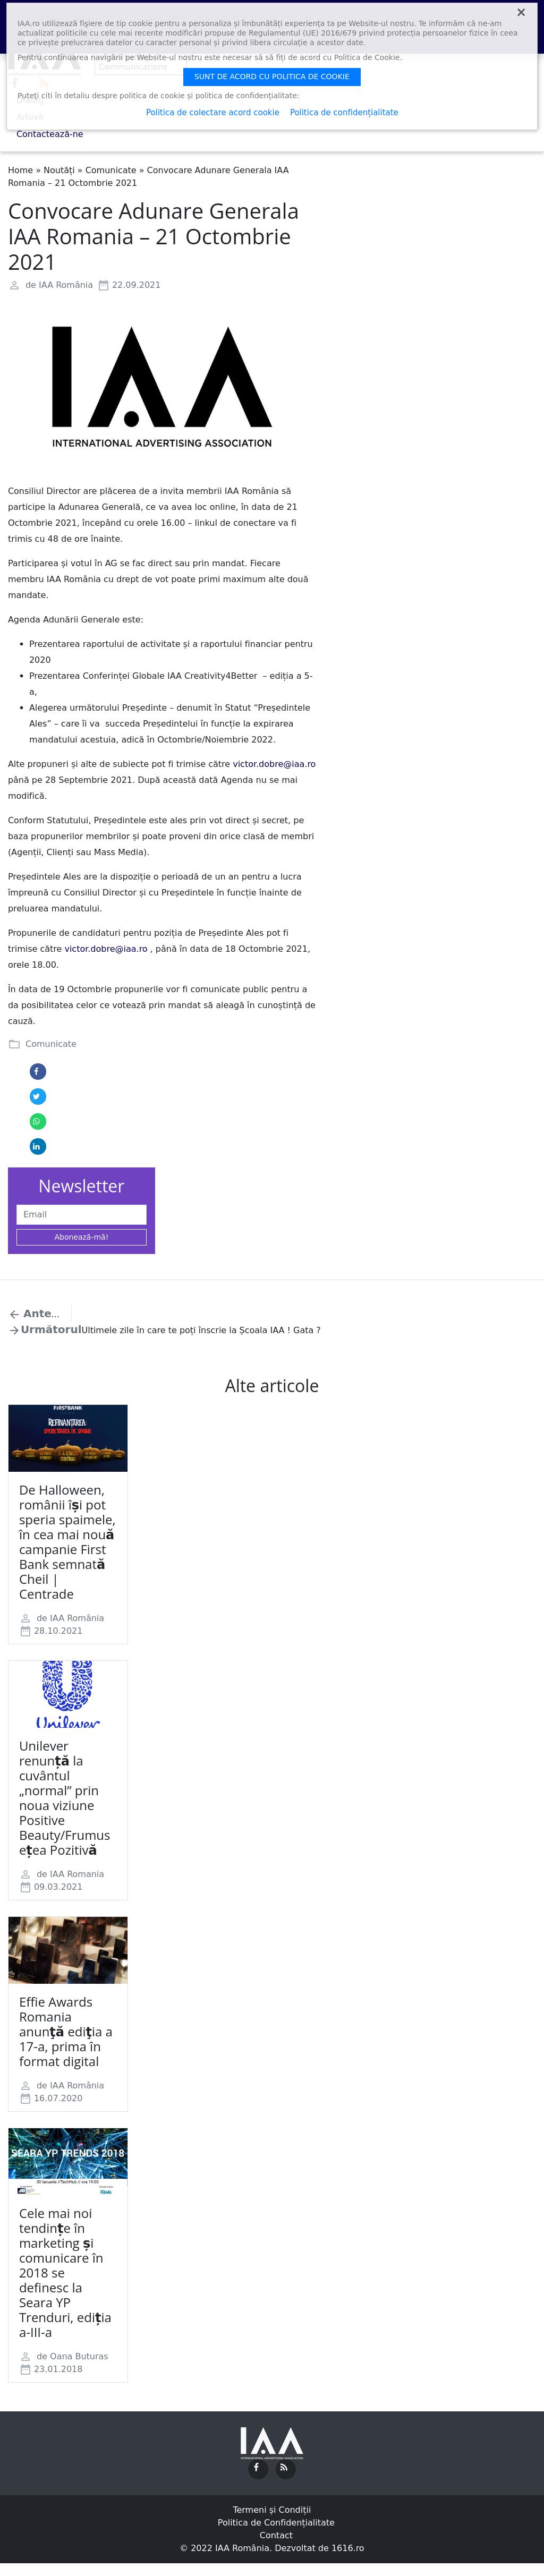 IAA.ro utilizează fişiere de tip cookie pentru a personaliza și îmbunătăți experiența ta pe Website-ul nostru. Te informăm că ne-am
actualizat politicile cu cele mai recente modificări propuse de Regulamentul (UE) 2016/679 privind protecția persoanelor fizice în ceea
ce privește prelucrarea datelor cu caracter personal și privind libera circulație a acestor date.
×
Pentru continuarea navigării pe Website-ul nostru este necesar să să fiți de acord cu Politica de Cookie.
SUNT DE ACORD CU POLITICA DE COOKIE
Puteți citi în detaliu despre politica de cookie și politica de confidențialitate:
Politica de colectare acord cookie Politica de confidențialitate
Communications
Arhiva
Contactează-ne
Home » Noutăți » Comunicate » Convocare Adunare Generala IAA
Romania – 21 Octombrie 2021
Convocare Adunare Generala
IAA Romania – 21 Octombrie
2021
de IAA România 22.09.2021
IAA
INTERNATIONAL ADVERTISING ASSOCIATION
Consiliul Director are plăcerea de a invita membrii IAA România să
participe la Adunarea Generală, ce va avea loc online, în data de 21
Octombrie 2021, începând cu orele 16.00 – linkul de conectare va fi
trimis cu 48 de ore înainte.
Participarea și votul în AG se fac direct sau prin mandat. Fiecare
membru IAA România cu drept de vot poate primi maximum alte două
mandate.
Agenda Adunării Generale este:
• Prezentarea raportului de activitate și a raportului financiar pentru
2020
• Prezentarea Conferinței Globale IAA Creativity4Better – ediția a 5-
a,
• Alegerea următorului Președinte – denumit în Statut “Președintele
Ales” – care îi va succeda Președintelui în funcție la expirarea
mandatului acestuia, adică în Octombrie/Noiembrie 2022.
Alte propuneri și alte de subiecte pot fi trimise către victor.dobre@iaa.ro
până pe 28 Septembrie 2021. După această dată Agenda nu se mai
modifică.
Conform Statutului, Președintele este ales prin vot direct și secret, pe
baza propunerilor membrilor și poate proveni din orice clasă de membri
(Agenții, Clienți sau Mass Media).
Președintele Ales are la dispoziție o perioadă de un an pentru a lucra
împreună cu Consiliul Director și cu Președintele în funcție înainte de
preluarea mandatului.
Propunerile de candidaturi pentru poziția de Președinte Ales pot fi
trimise către victor.dobre@iaa.ro , până în data de 18 Octombrie 2021,
orele 18.00.
În data de 19 Octombrie propunerile vor fi comunicate public pentru a
da posibilitatea celor ce votează prin mandat să aleagă în cunoștință de
cauză.
Comunicate
Newsletter
Email
Abonează-mă!
Ante...
UrmătorulUltimele zile în care te poți înscrie la Școala IAA ! Gata ?
Alte articole
FIRSTBANK
REFINANȚAREA:
SPERIETOAREA DE SPAIME
De Halloween,
românii își pot
speria spaimele,
în cea mai nouă
campanie First
Bank semnată
Cheil |
Centrade
de IAA România
28.10.2021
Unilever
Unilever
renunță la
cuvântul
„normal” prin
noua viziune
Positive
Beauty/Frumus
ețea Pozitivă
de IAA Romania
09.03.2021
Effie Awards
Romania
anunță ediția a
17-a, prima în
format digital
de IAA România
16.07.2020
SEARA YP TRENDS 2018
Cele mai noi
tendințe în
marketing și
comunicare în
2018 se
definesc la
Seara YP
Trenduri, ediția
a-III-a
de Oana Buturas
23.01.2018
IAA
INTERNATIONAL ADVERTISING ASSOCIATION
Termeni și Condiții
Politica de Confidențialitate
Contact
© 2022 IAA România. Dezvoltat de 1616.ro